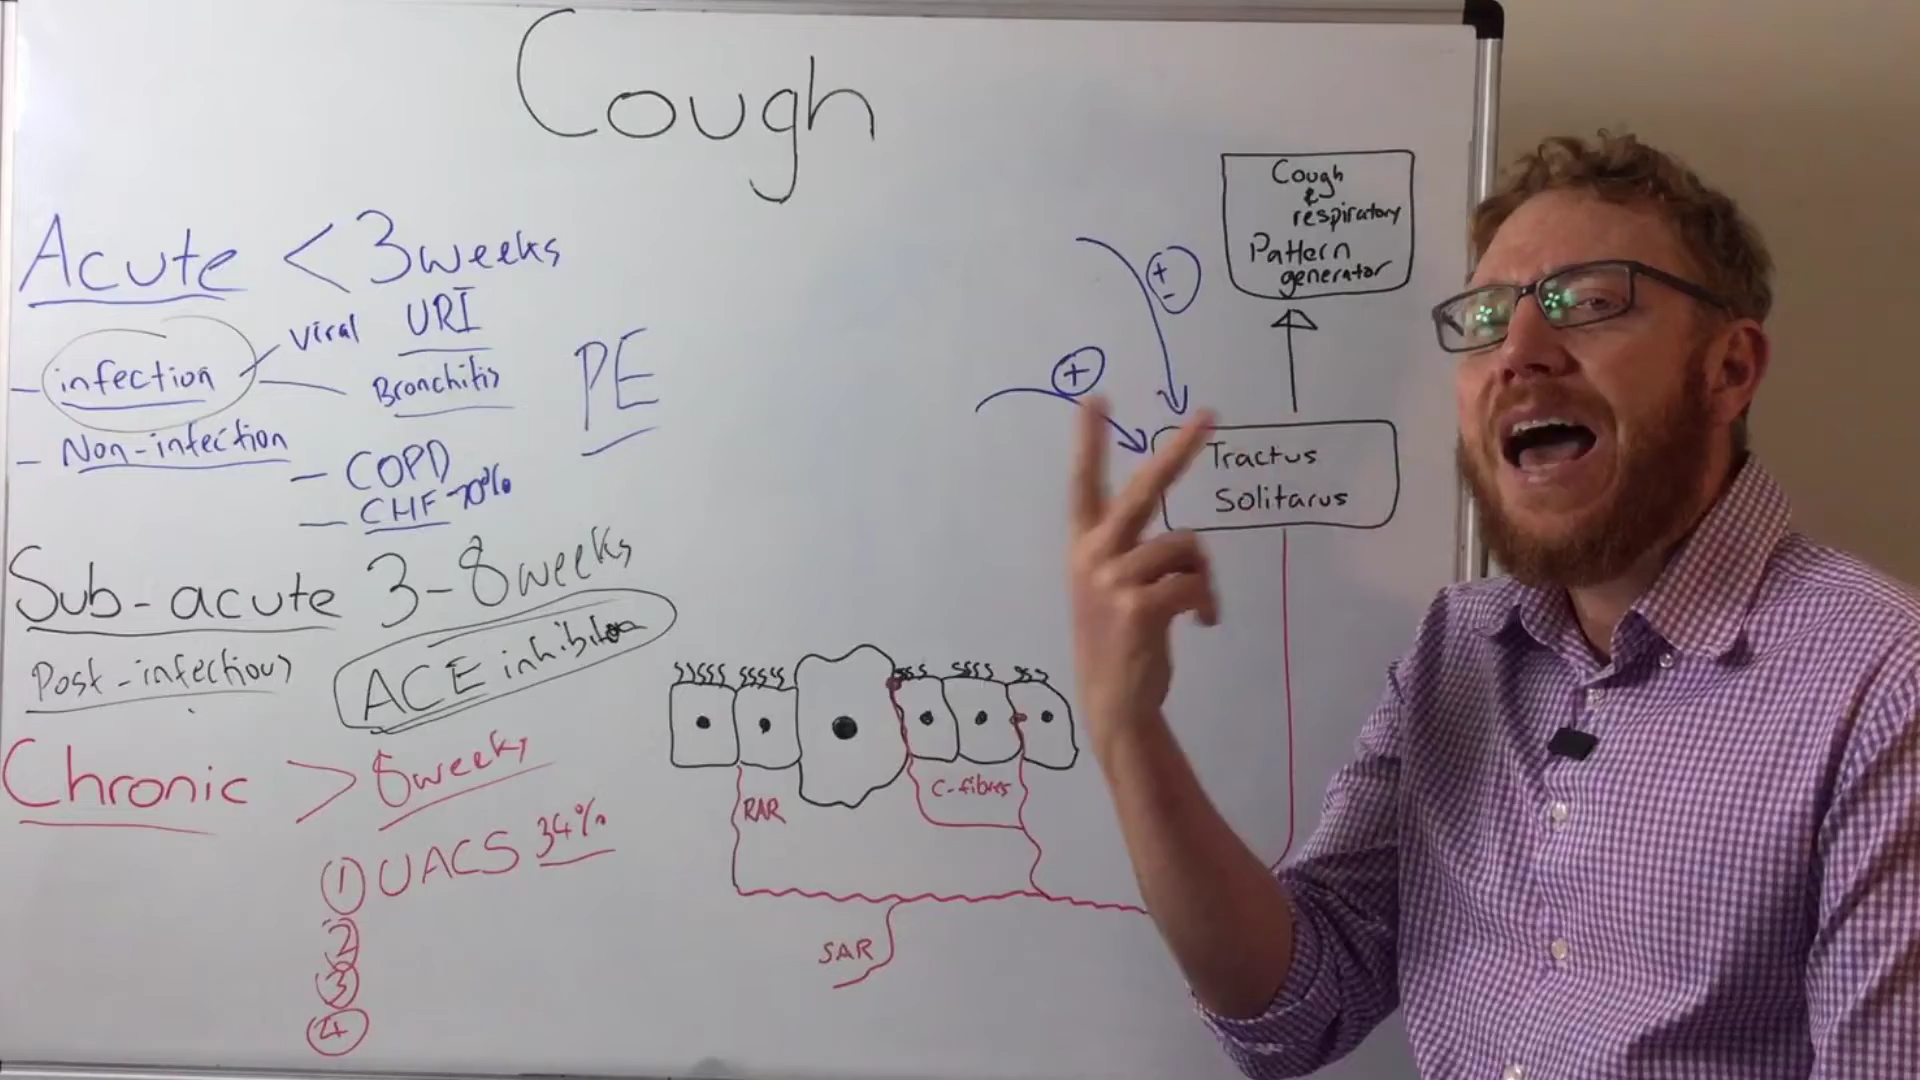 Cough
Acute < 3 weeks
- infection
Viral URI
Bronchitis
PE
- Non-infection
- COPD
- CHF 70%
Sub-acute 3-8 weeks
Post-infectious
ACE inhibitor
Chronic > 8 weeks
① UACS 34%
②
③
④
Cough
&
respiratory
Pattern
generator
+
-
+
Tractus
Solitarus
RAR
C-fibres
SAR